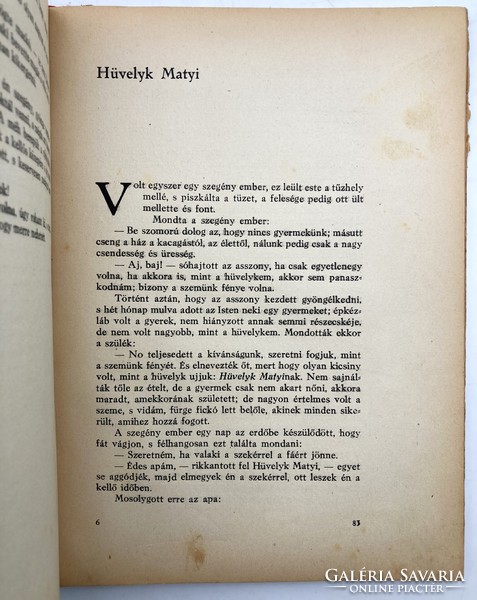 Hüvelyk Matyi
Volt egyszer egy szegény ember, ez leült este a tűzhely
mellé, s piszkálta a tüzet, a felesége pedig ott ült
mellette és font.
Mondta a szegény ember:
— Be szomorú dolog az, hogy nincs gyermekünk; másutt
cseng a ház a kacagástól, az élettől, nálunk pedig csak a nagy
csendesség és üresség.
— Aj, baj! — sóhajtott az asszony, ha csak egyetlenegy
volna, ha akkora is, mint a hüvelykem, akkor sem panasz-
kodnám; bizony a szemünk fénye volna.
Történt aztán, hogy az asszony kezdett gyöngélkedni,
s hét hónap mulva adott az Isten neki egy gyermeket; épkéz-
láb volt a gyerek, nem hiányzott annak semmi részecskéje,
de nem volt nagyobb, mint a hüvelykem. Mondották ekkor
a szülék:
— No teljesedett a kívánságunk, szeretni fogjuk, mint
a szemünk fényét. És elnevezték őt, mert hogy olyan kicsiny
volt, mint a hüvelyk ujjuk: Hüvelyk Matyinak. Nem sajnál-
ták tőle az ételt, de a gyermek csak nem akart nőni, akkora
maradt, amekkorának született; de nagyon értelmes volt a
szeme, s vidám, fürge fickó lett belőle, akinek minden sike-
rült, amihez hozzá fogott.
A szegény ember egy nap az erdőbe készülődött, hogy
fát vágjon, s félhangosan ezt találta mondani:
— Szeretném, ha valaki a szekérrel a fáért jönne.
— Édes apám, — rikkantott fel Hüvelyk Matyi, — egyet
se aggódjék, majd elmegyek én a szekérrel, ott leszek én a
kellő időben.
Mosolygott erre az apa:
6 83
GALÉRIA SAVARIA
ONLINE PIACTÉR